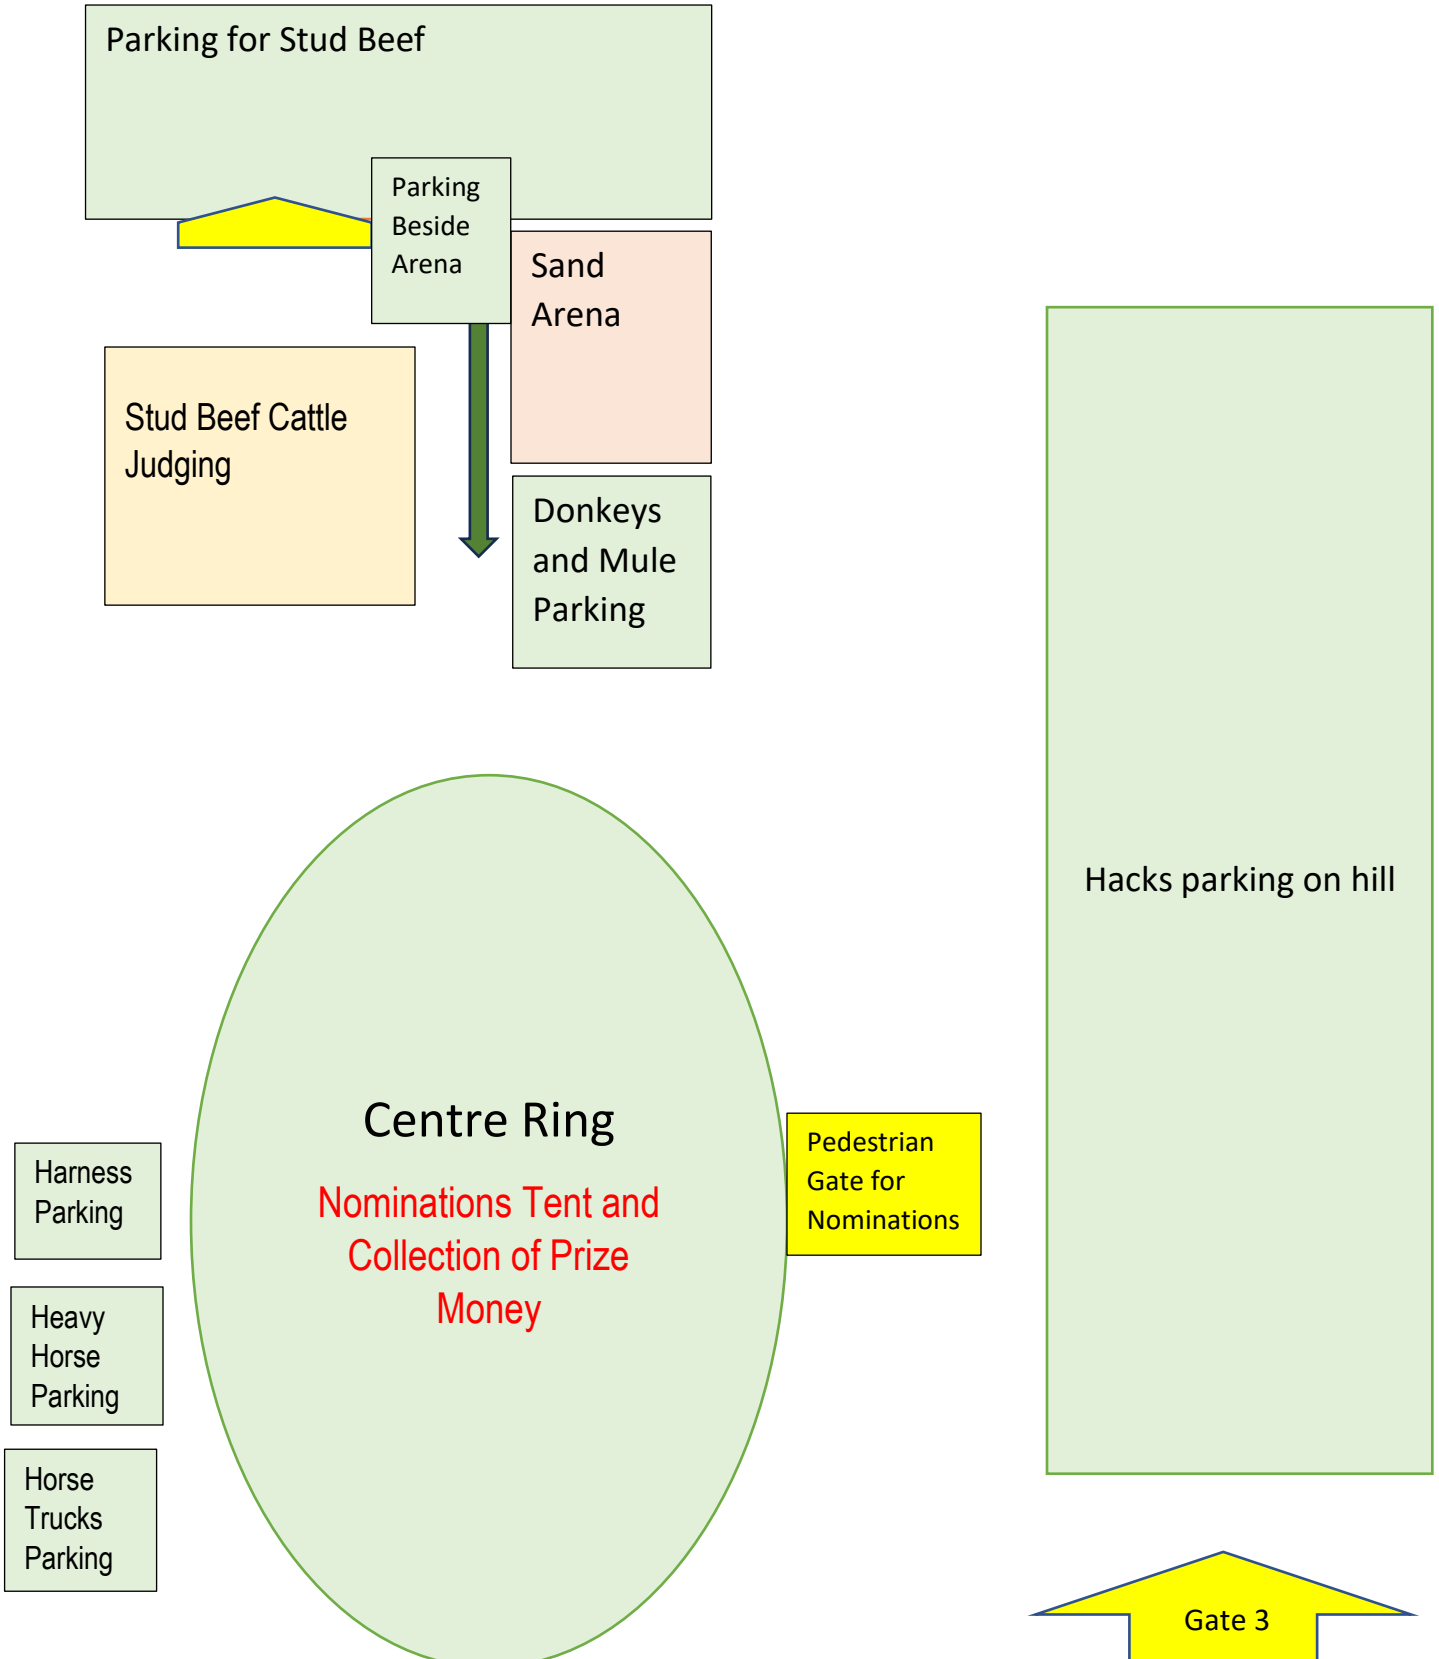 Parking for Stud Beef
Parking
Beside
Arena
Sand
Arena
Stud Beef Cattle
Judging
Donkeys
and Mule
Parking
Hacks parking on hill
Centre Ring
Nominations Tent and
Collection of Prize
Money
Pedestrian
Gate for
Nominations
Harness
Parking
Heavy
Horse
Parking
Horse
Trucks
Parking
Gate 3